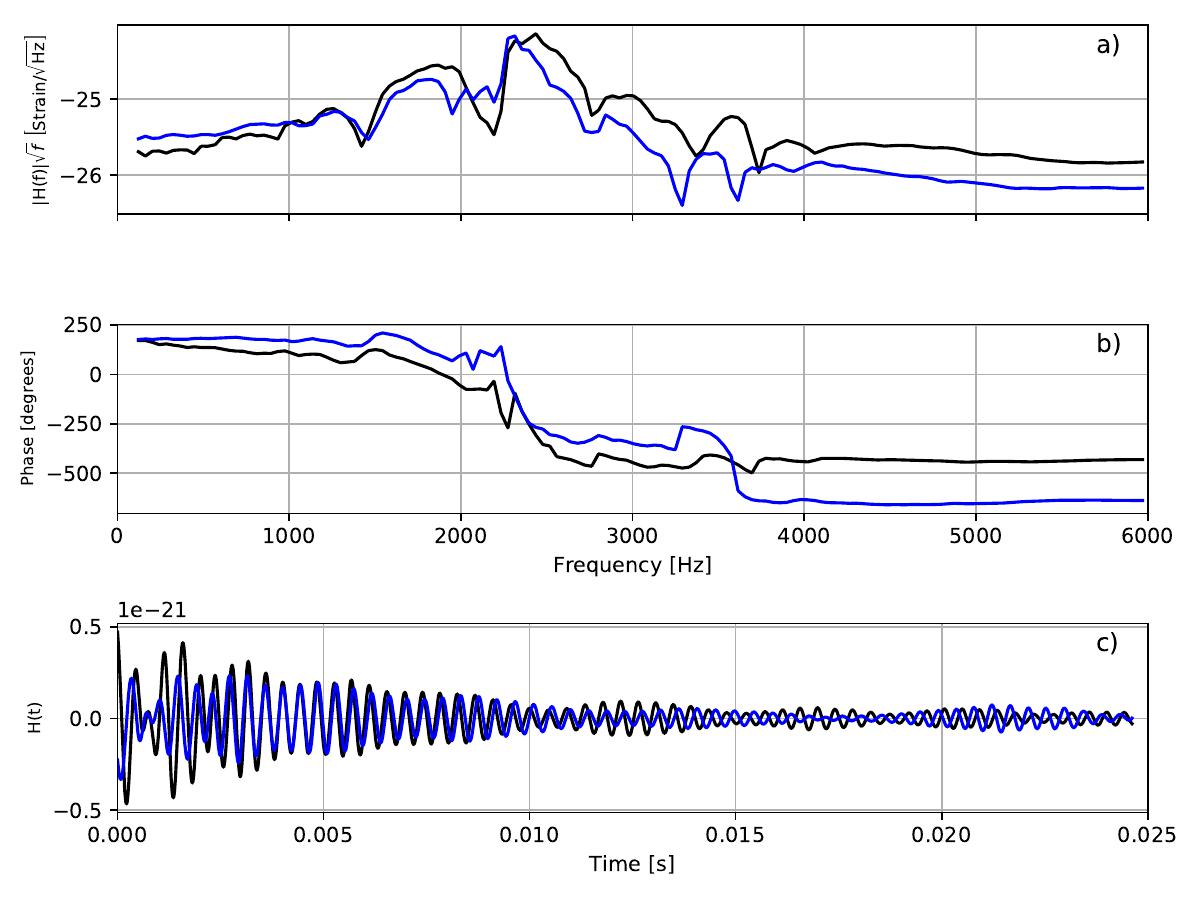 a)
|H(f)|√f [Strain/√Hz]
−25
−26
b)
Phase [degrees]
250
0
−250
−500
0 1000 2000 3000 4000 5000 6000
Frequency [Hz]
1e−21
c)
H(t)
0.5
0.0
−0.5
0.000 0.005 0.010 0.015 0.020 0.025
Time [s]